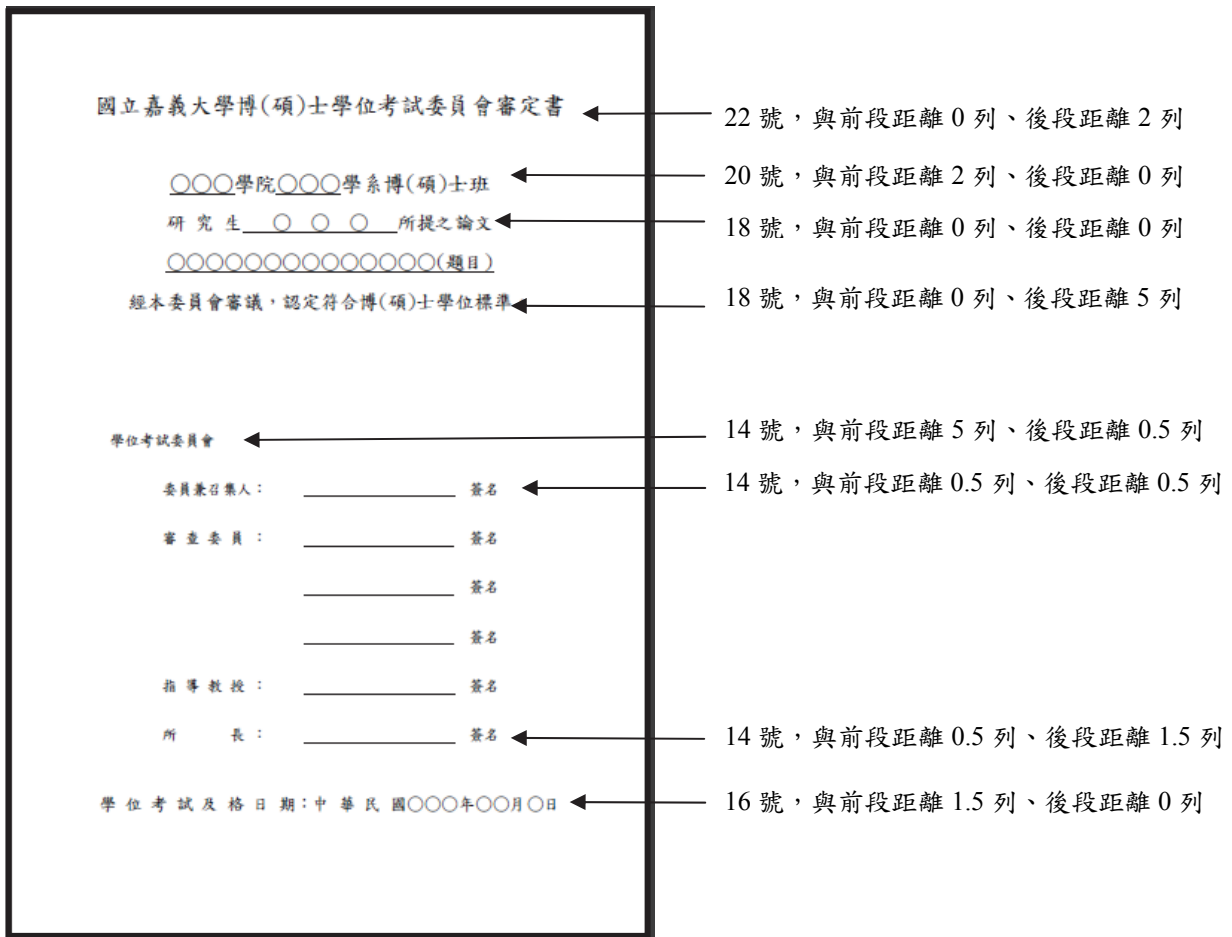 國立嘉義大學博(碩)士學位考試委員會審定書
22 號，與前段距離 0 列、後段距離 2 列
○○○學院○○○學系博(碩)士班
20 號，與前段距離 2 列、後段距離 0 列
研 究 生 ○ ○ ○ 所提之論文
18 號，與前段距離 0 列、後段距離 0 列
○○○○○○○○○○○○○○(題目)
經本委員會審議，認定符合博(碩)士學位標準
18 號，與前段距離 0 列、後段距離 5 列
學位考試委員會
14 號，與前段距離 5 列、後段距離 0.5 列
委員兼召集人： 簽名
14 號，與前段距離 0.5 列、後段距離 0.5 列
審 查 委 員 ： 簽名
簽名
簽名
指 導 教 授 ： 簽名
所 長 ： 簽名
14 號，與前段距離 0.5 列、後段距離 1.5 列
學 位 考 試 及 格 日 期：中 華 民 國○○○年○○月○日
16 號，與前段距離 1.5 列、後段距離 0 列